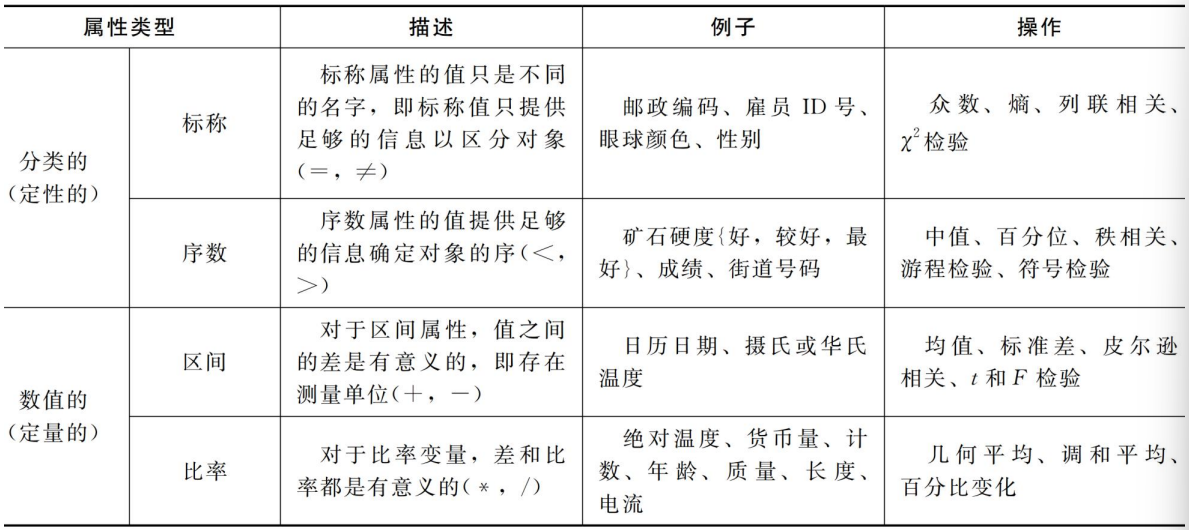 属性类型 描述 例子 操作
分类的
(定性的)
标称
标称属性的值只是不同
的名字，即标称值只提供
足够的信息以区分对象
(=，≠)
邮政编码、雇员 ID 号、
眼球颜色、性别
众数、熵、列联相关、
χ²检验
序数
序数属性的值提供足够
的信息确定对象的序(<，
>)
矿石硬度{好，较好，最
好}、成绩、街道号码
中值、百分位、秩相关、
游程检验、符号检验
数值的
(定量的)
区间
对于区间属性，值之间
的差是有意义的，即存在
测量单位(+，-)
日历日期、摄氏或华氏
温度
均值、标准差、皮尔逊
相关、t 和 F 检验
比率
对于比率变量，差和比
率都是有意义的(*，/)
绝对温度、货币量、计
数、年龄、质量、长度、
电流
几何平均、调和平均、
百分比变化